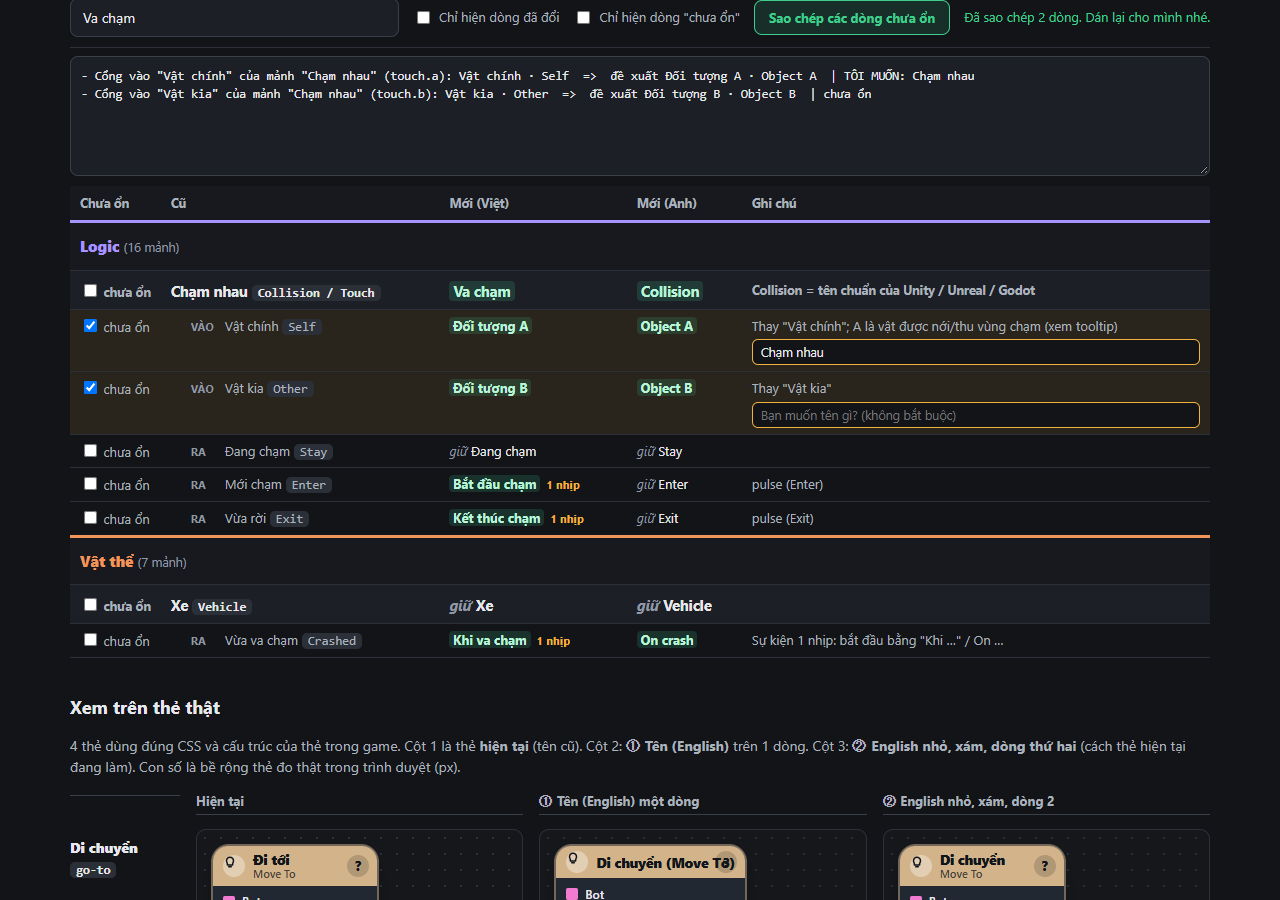 Va chạm
Chỉ hiện dòng đã đổi
Chỉ hiện dòng "chưa ổn"
Sao chép các dòng chưa ổn
Đã sao chép 2 dòng. Dán lại cho mình nhé.
- Cổng vào "Vật chính" của mảnh "Chạm nhau" (touch.a): Vật chính · Self => đề xuất Đối tượng A · Object A | TÔI MUỐN: Chạm nhau
- Cổng vào "Vật kia" của mảnh "Chạm nhau" (touch.b): Vật kia · Other => đề xuất Đối tượng B · Object B | chưa ổn
Chưa ổn Cũ Mới (Việt) Mới (Anh) Ghi chú
Logic (16 mảnh)
chưa ổn Chạm nhau Collision / Touch Va chạm Collision Collision = tên chuẩn của Unity / Unreal / Godot
chưa ổn VÀO Vật chính Self Đối tượng A Object A Thay "Vật chính"; A là vật được nối/thu vùng chạm (xem tooltip)
Chạm nhau
chưa ổn VÀO Vật kia Other Đối tượng B Object B Thay "Vật kia"
Bạn muốn tên gì? (không bắt buộc)
chưa ổn RA Đang chạm Stay giữ Đang chạm giữ Stay
chưa ổn RA Mới chạm Enter Bắt đầu chạm 1 nhịp giữ Enter pulse (Enter)
chưa ổn RA Vừa rời Exit Kết thúc chạm 1 nhịp giữ Exit pulse (Exit)
Vật thể (7 mảnh)
chưa ổn Xe Vehicle giữ Xe giữ Vehicle
chưa ổn RA Vừa va chạm Crashed Khi va chạm 1 nhịp On crash Sự kiện 1 nhịp: bắt đầu bằng "Khi ..." / On ...
Xem trên thẻ thật
4 thẻ dùng đúng CSS và cấu trúc của thẻ trong game. Cột 1 là thẻ hiện tại (tên cũ). Cột 2: ① Tên (English) trên 1 dòng. Cột 3: ② English nhỏ, xám, dòng thứ hai (cách thẻ hiện tại
đang làm). Con số là bề rộng thẻ đo thật trong trình duyệt (px).
Hiện tại ① Tên (English) một dòng ② English nhỏ, xám, dòng 2
Di chuyển
go-to
Đi tới
Move To
?
Di chuyển (Move To)
Bot
Di chuyển
Move To
?